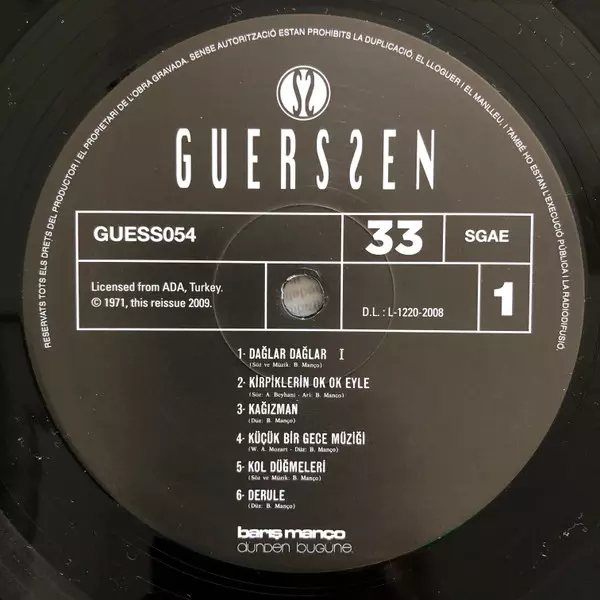 RESERVATS TOTS ELS DRETS DEL PRODUCTOR I EL PROPIETARI DE L'OBRA GRAVADA. SENSE AUTORITZACIÓ ESTAN PROHIBITS LA DUPLICACIÓ, EL LLOGUER I EL MANLLEU, I TAMBÉ HO ESTAN L'EXECUCIÓ PÚBLICA I LA RADIODIFUSIÓ.
GUERSSEN
GUESS054
33
SGAE
Licensed from ADA, Turkey.
© 1971, this reissue 2009.
D.L. : L-1220-2008
1
1- DAĞLAR DAĞLAR I
(Söz ve Müzik: B. Manço)
2- KİRPİKLERİN OK OK EYLE
(Söz: A. Beyhani - Arj: B. Manço)
3- KAĞIZMAN
(Düz: B. Manço)
4- KÜÇÜK BİR GECE MÜZİĞİ
(W. A. Mozart - Düz: B. Manço)
5- KOL DÜĞMELERİ
(Söz ve Müzik: B. Manço)
6- DERULE
(Düz: B. Manço)
barış manço
dünden bugüne.